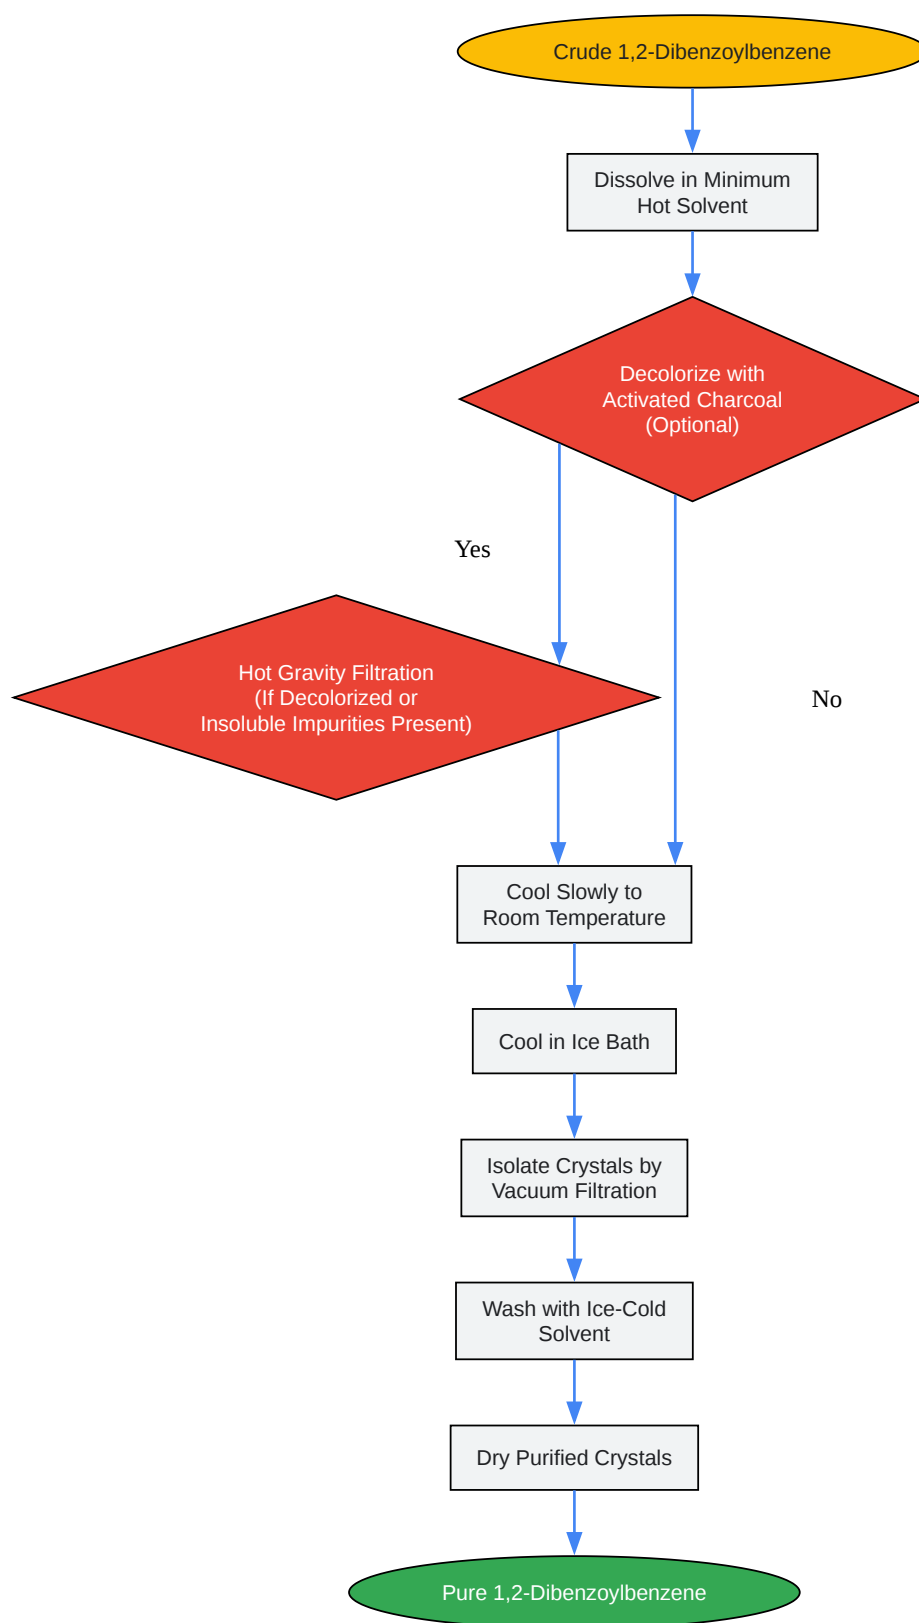 Crude 1,2-Dibenzoylbenzene
Dissolve in Minimum
Hot Solvent
Decolorize with
Activated Charcoal
(Optional)
Yes
Hot Gravity Filtration
(If Decolorized or
Insoluble Impurities Present)
No
Cool Slowly to
Room Temperature
Cool in Ice Bath
Isolate Crystals by
Vacuum Filtration
Wash with Ice-Cold
Solvent
Dry Purified Crystals
Pure 1,2-Dibenzoylbenzene